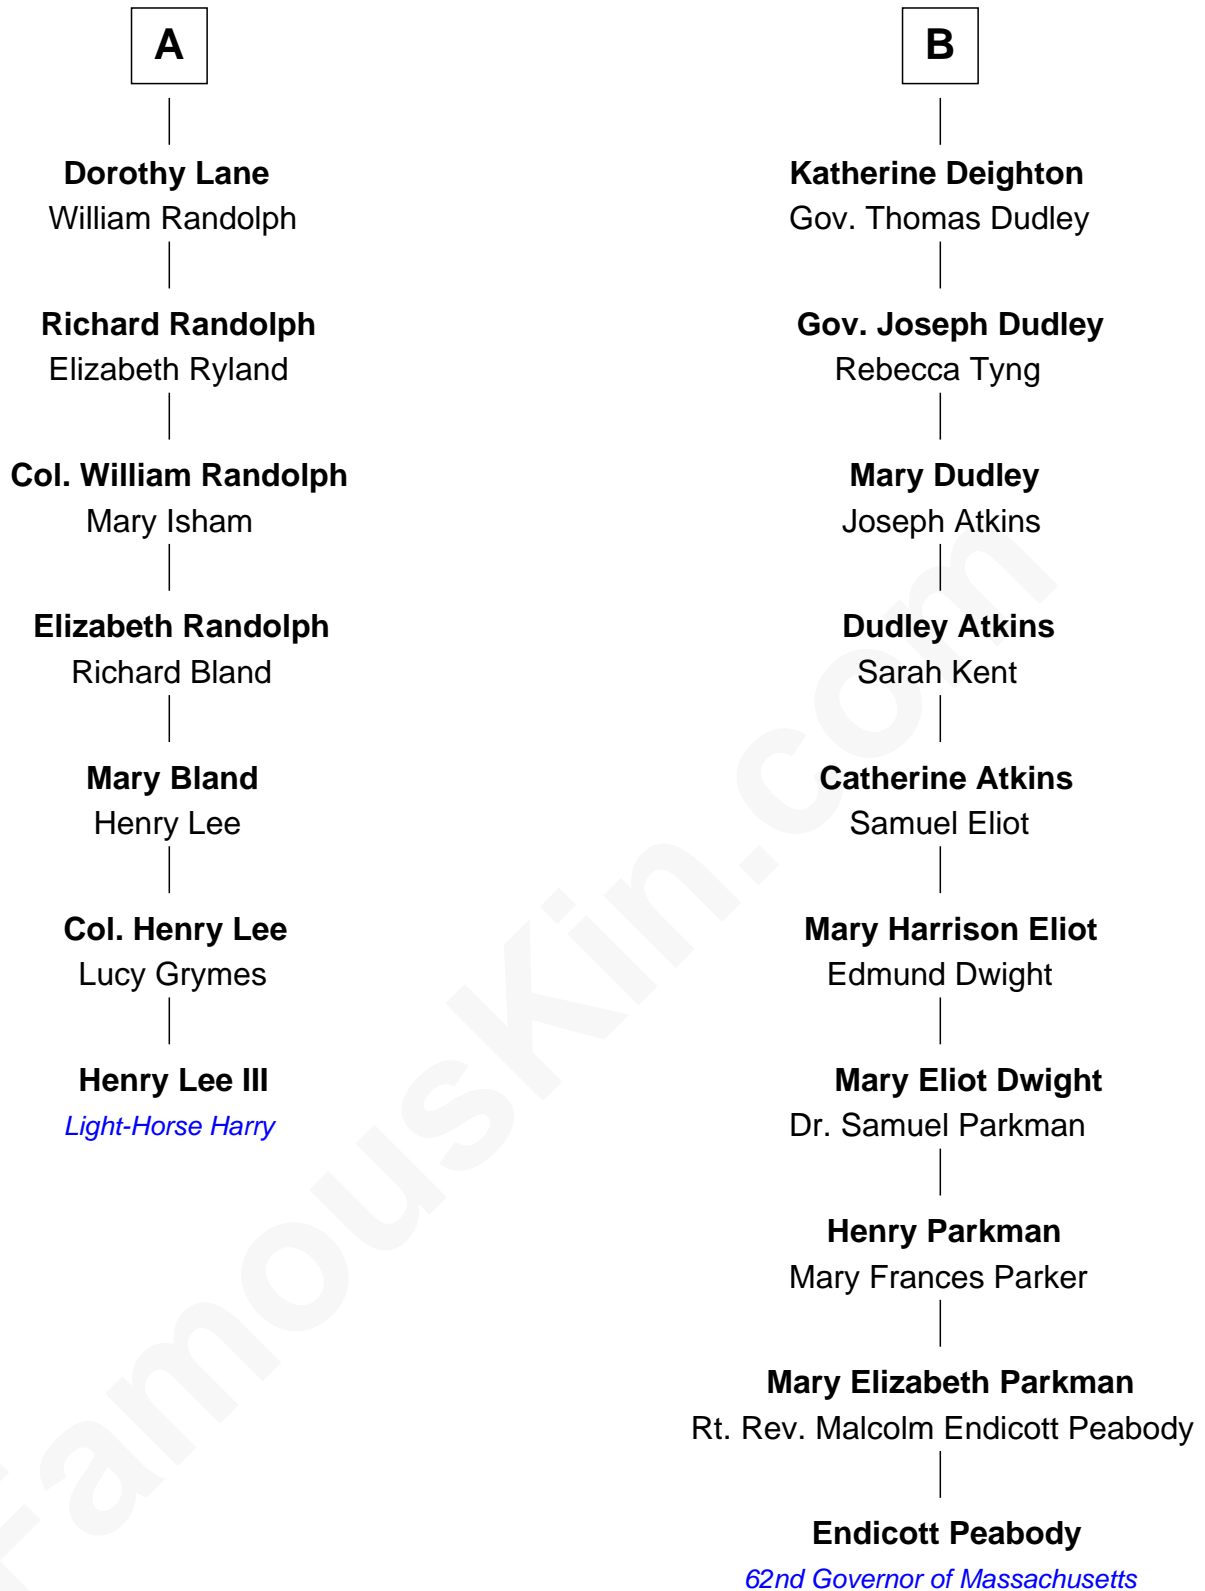 A
Dorothy Lane
William Randolph
Richard Randolph
Elizabeth Ryland
Col. William Randolph
Mary Isham
Elizabeth Randolph
Richard Bland
Mary Bland
Henry Lee
Col. Henry Lee
Lucy Grymes
Henry Lee III
Light-Horse Harry
B
Katherine Deighton
Gov. Thomas Dudley
Gov. Joseph Dudley
Rebecca Tyng
Mary Dudley
Joseph Atkins
Dudley Atkins
Sarah Kent
Catherine Atkins
Samuel Eliot
Mary Harrison Eliot
Edmund Dwight
Mary Eliot Dwight
Dr. Samuel Parkman
Henry Parkman
Mary Frances Parker
Mary Elizabeth Parkman
Rt. Rev. Malcolm Endicott Peabody
Endicott Peabody
62nd Governor of Massachusetts
FamousKin.com